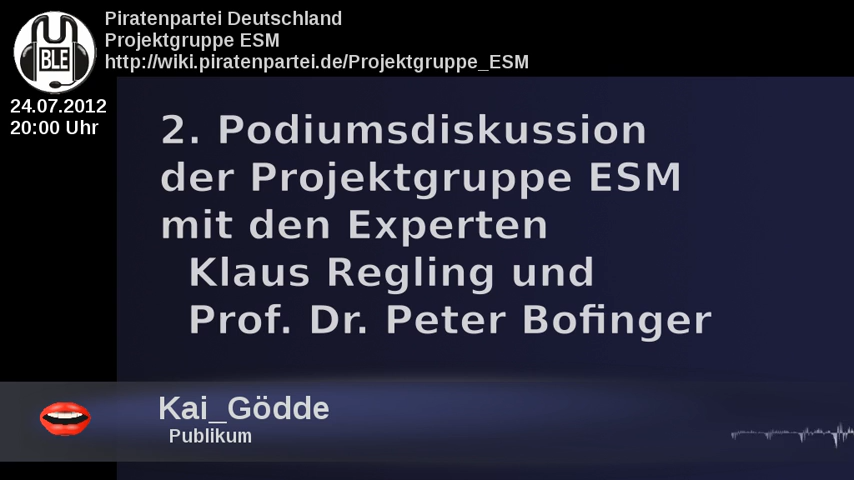 BLE
Piratenpartei Deutschland
Projektgruppe ESM
http://wiki.piratenpartei.de/Projektgruppe_ESM
24.07.2012
20:00 Uhr
2. Podiumsdiskussion
der Projektgruppe ESM
mit den Experten
Klaus Regling und
Prof. Dr. Peter Bofinger
Kai_Gödde
Publikum